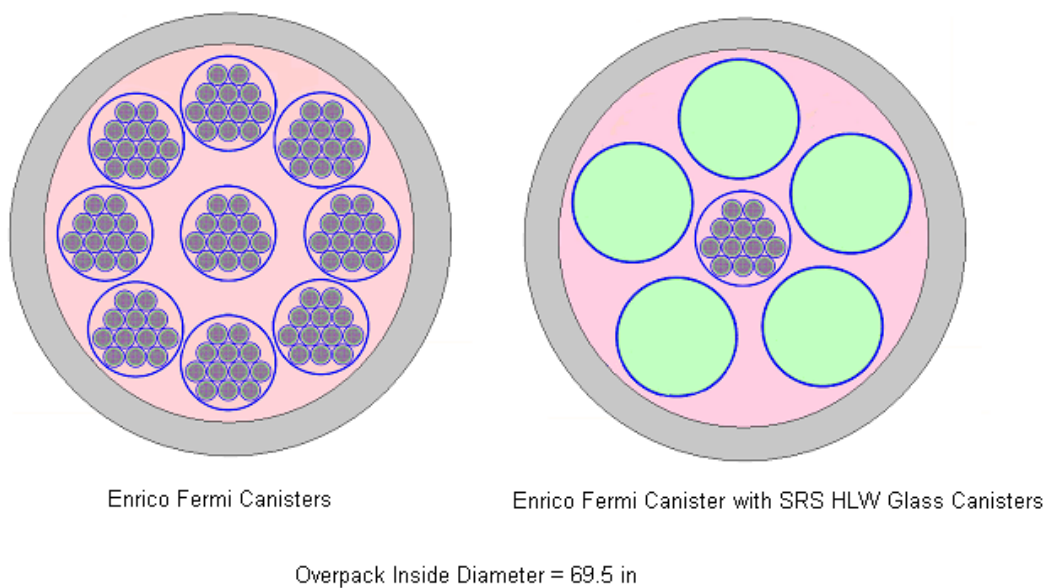 Enrico Fermi Canisters
Enrico Fermi Canister with SRS HLW Glass Canisters
Overpack Inside Diameter = 69.5 in